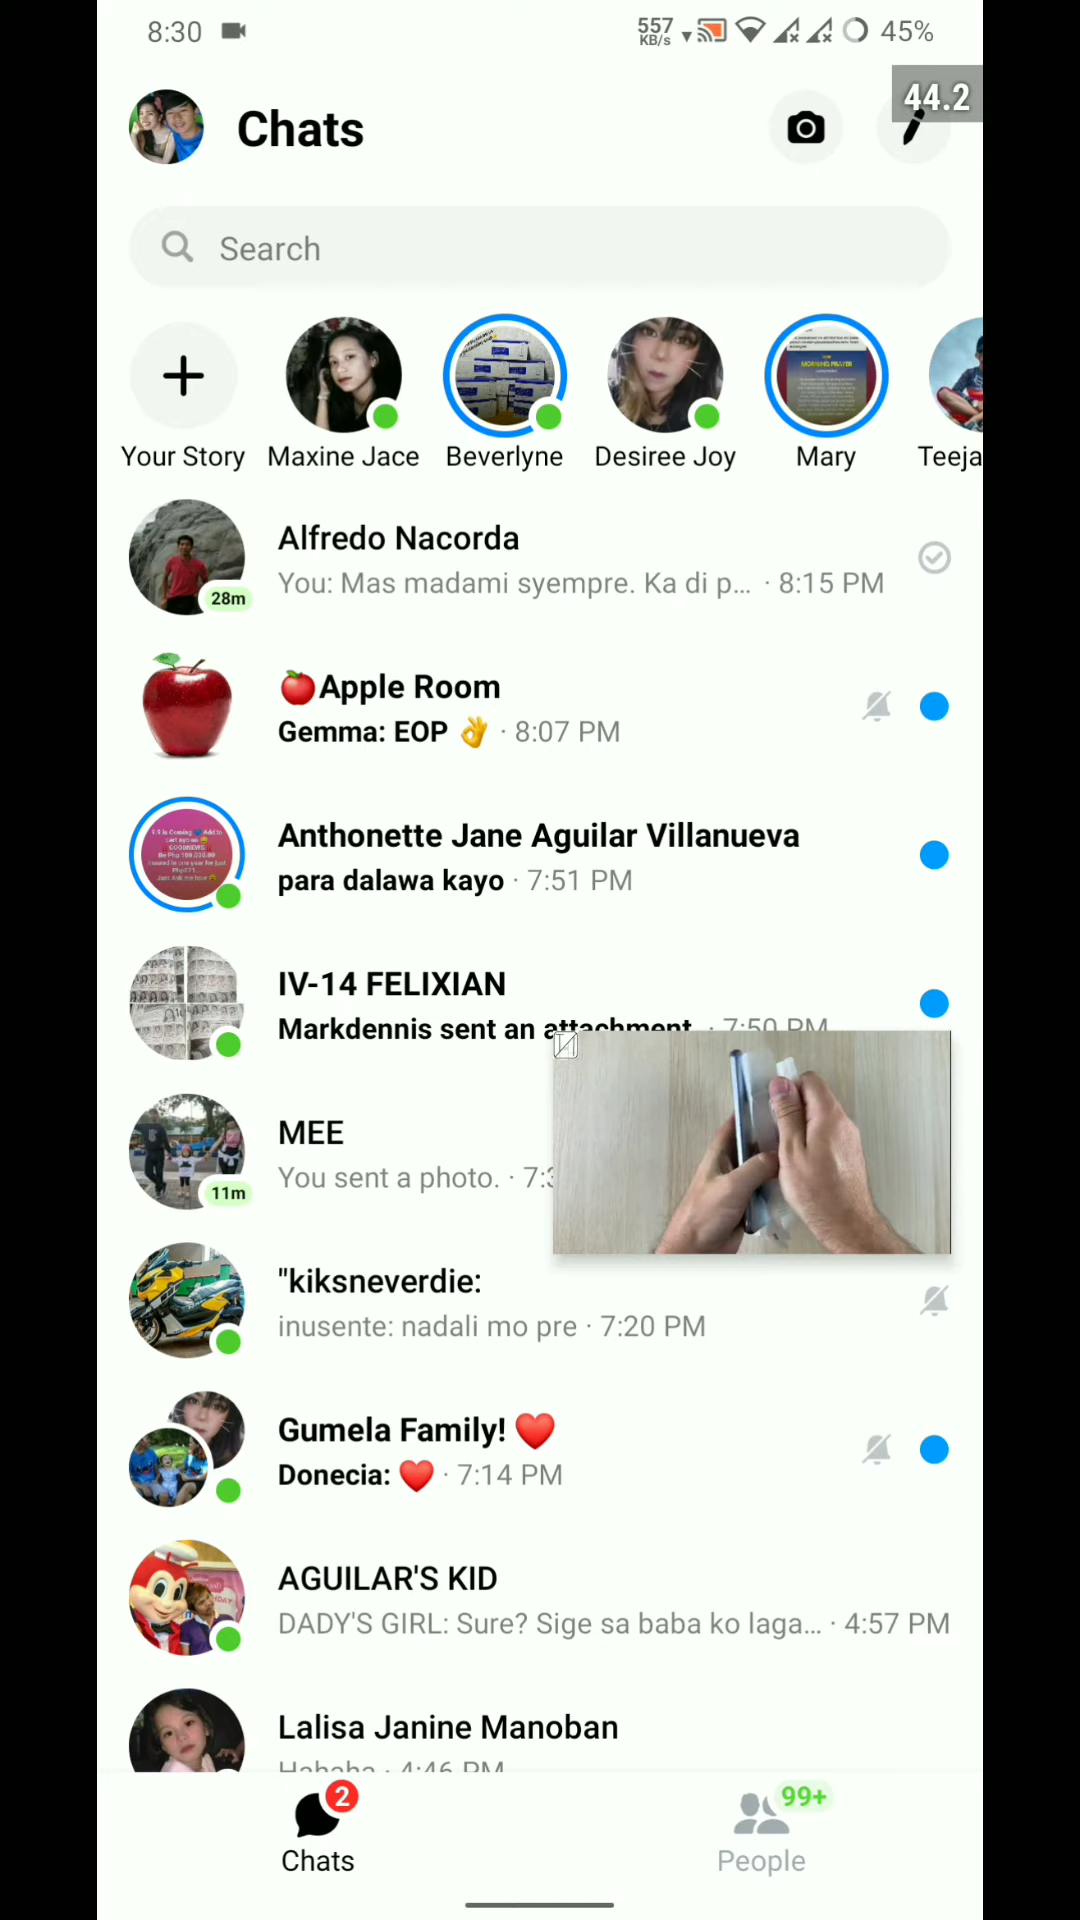 8:30 557 KB/s 45%
44.2
Chats
Search
Your Story Maxine Jace Beverlyne Desiree Joy Mary Teeja
MORNING PRAYER
Alfredo Nacorda
You: Mas madami syempre. Ka di p... · 8:15 PM
28m
🍎Apple Room
Gemma: EOP 👌 · 8:07 PM
Anthonette Jane Aguilar Villanueva
para dalawa kayo · 7:51 PM
IV-14 FELIXIAN
Markdennis sent an attachment. · 7:50 PM
MEE
You sent a photo. · 7:3
11m
"kiksneverdie:
inusente: nadali mo pre · 7:20 PM
Gumela Family! ❤️
Donecia: ❤️ · 7:14 PM
AGUILAR'S KID
DADY'S GIRL: Sure? Sige sa baba ko laga... · 4:57 PM
Lalisa Janine Manoban
Hahaha · 4:46 PM
2 99+
Chats People